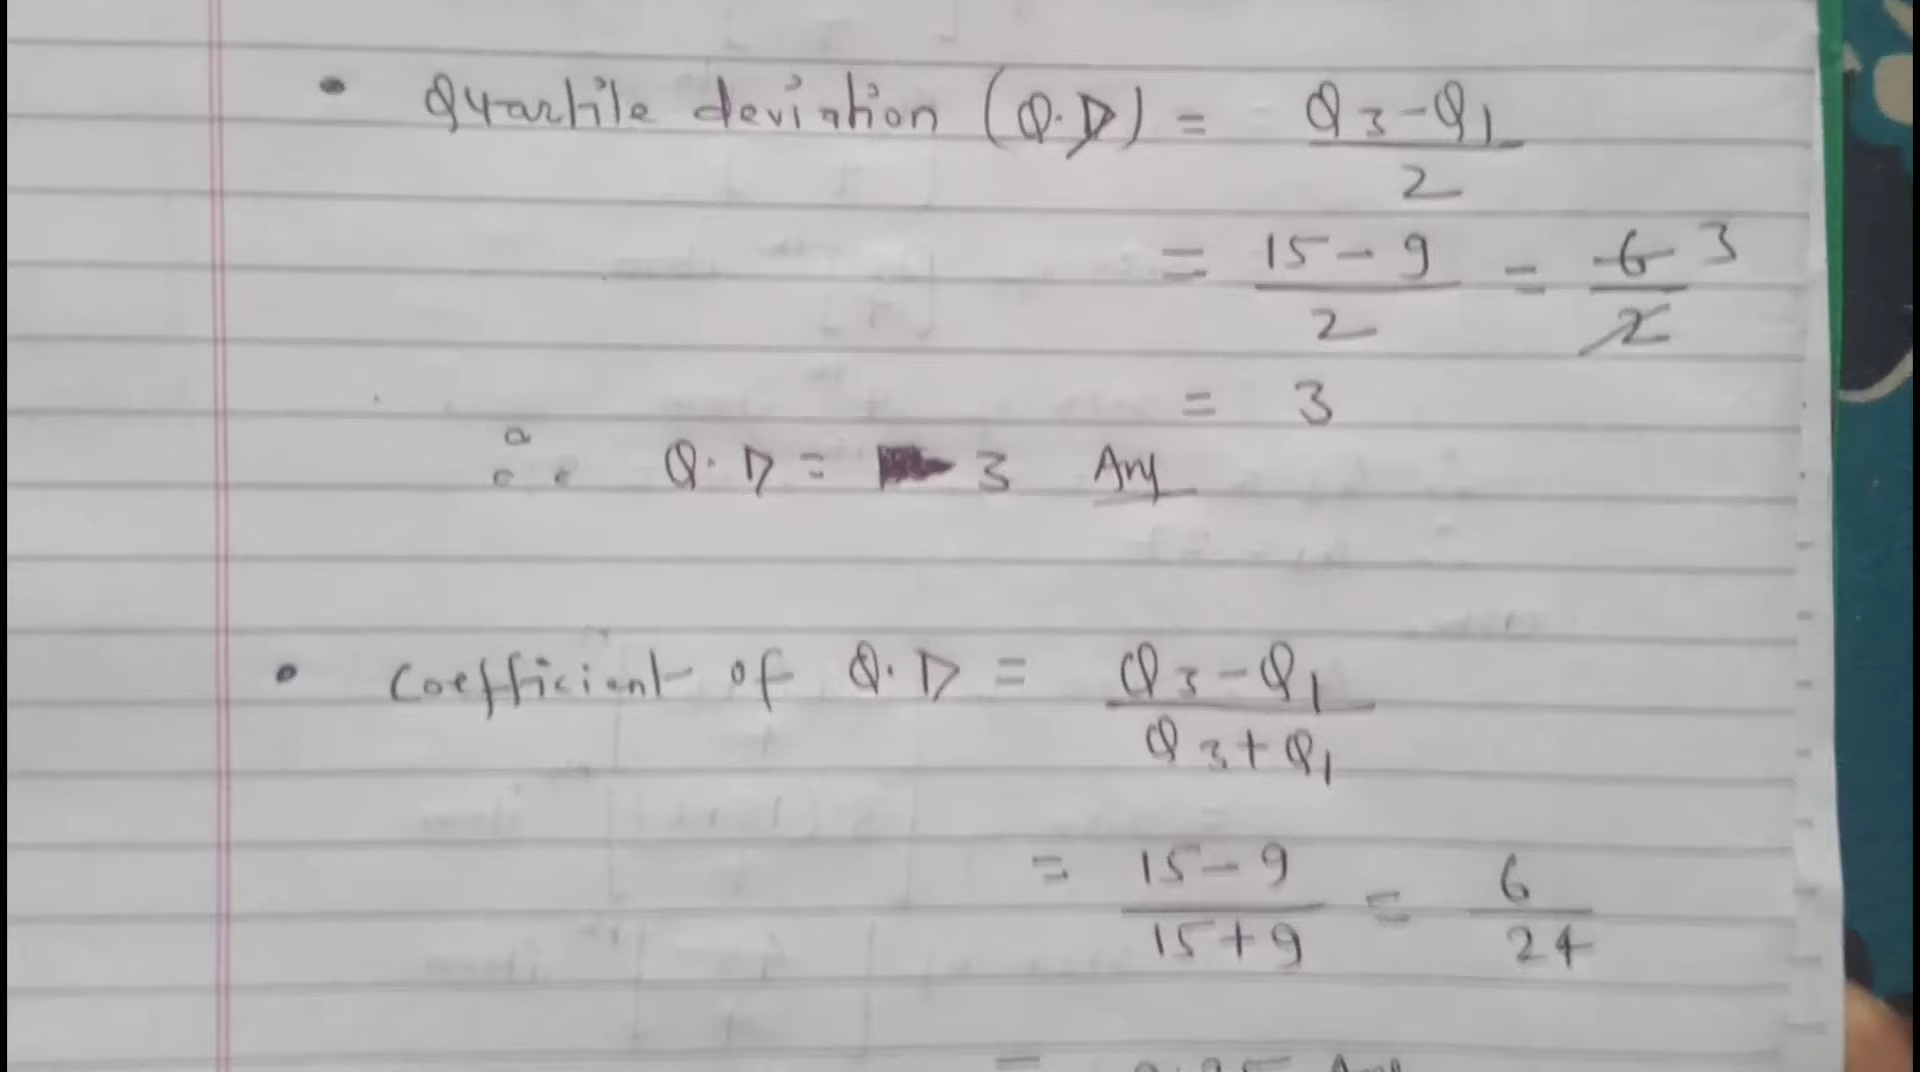 • Quartile deviation (Q.D) = Q3-Q1
2
= 15-9 = 6 3
2 2
= 3
∴ Q.D = 3 Ans
• Coefficient of Q.D = Q3-Q1
Q3+Q1
= 15-9 = 6
15+9 24
=